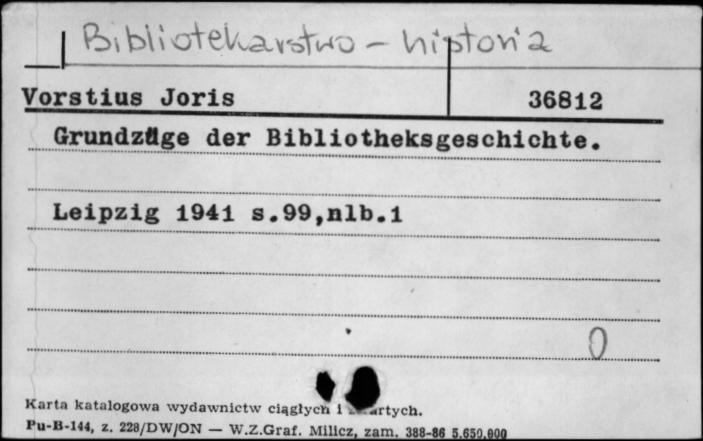 Bibliotekarstwo – historia
Vorstius Joris 36812
Grundzüge der Bibliotheksgeschichte.
Leipzig 1941 s.99,nlb.1
0
Karta katalogowa wydawnictw ciągłych i
Pu-B-144, z. 228/DW/ON — W.Z.Graf. Milicz, zam. 388-86 5.650.000